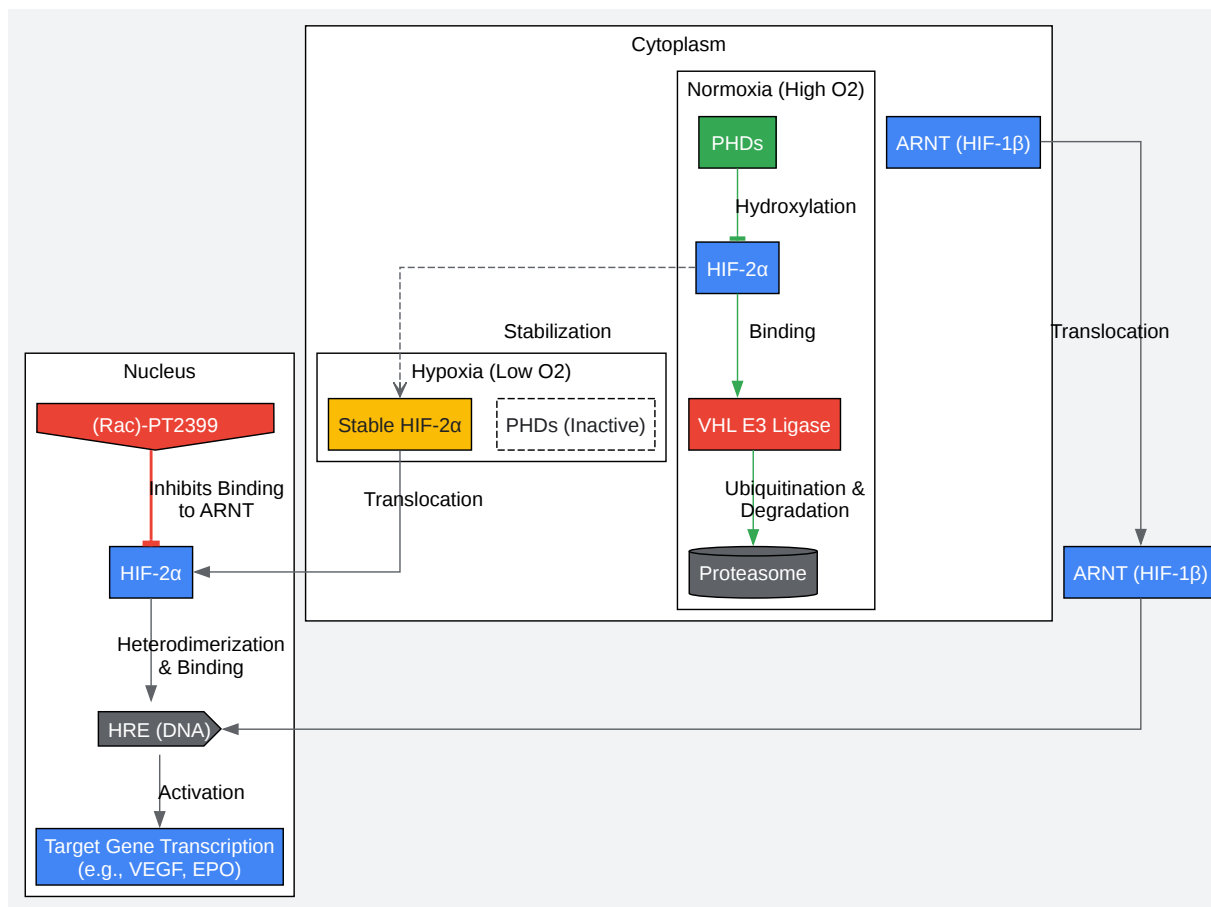 Cytoplasm
Normoxia (High O2)
PHDs
ARNT (HIF-1β)
Hydroxylation
HIF-2α
Stabilization
Binding
Translocation
Nucleus
Hypoxia (Low O2)
(Rac)-PT2399
Stable HIF-2α
PHDs (Inactive)
VHL E3 Ligase
Inhibits Binding
to ARNT
Translocation
Ubiquitination &
Degradation
HIF-2α
Proteasome
ARNT (HIF-1β)
Heterodimerization
& Binding
HRE (DNA)
Activation
Target Gene Transcription
(e.g., VEGF, EPO)